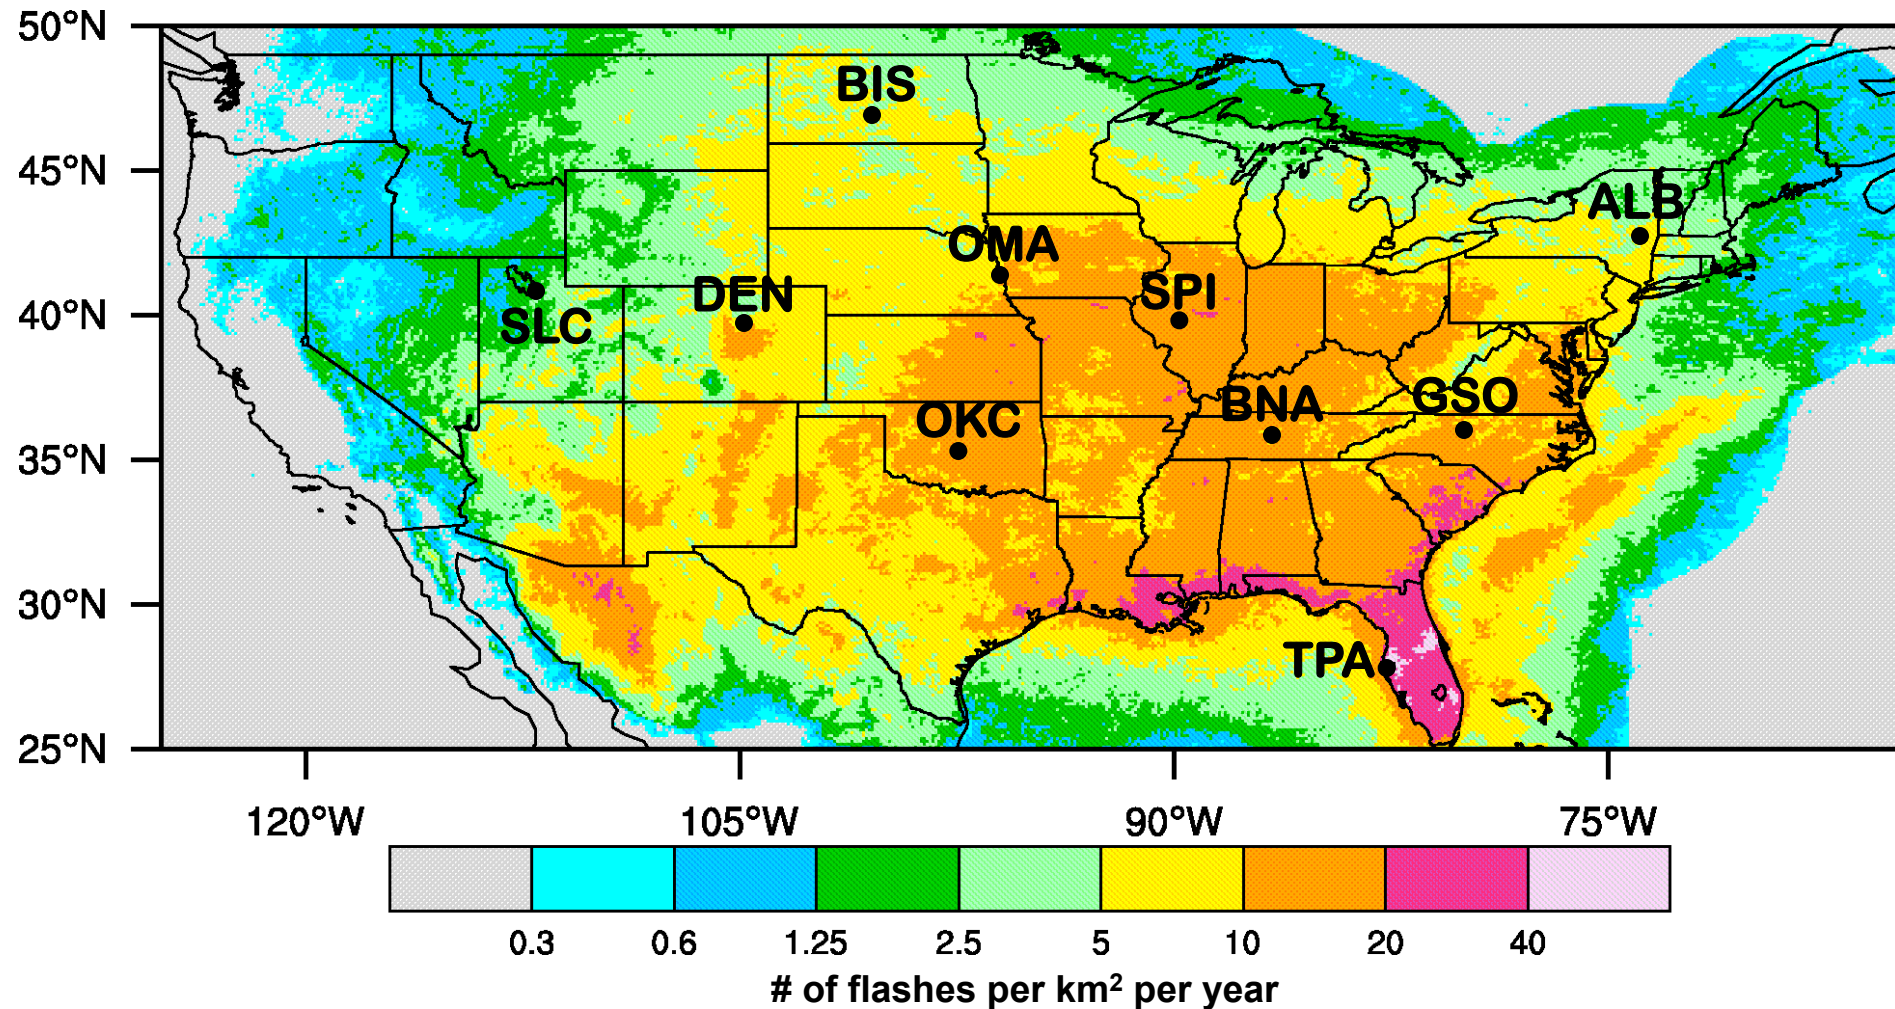 50°N
BIS
45°N
ALB
OMA
DEN
SPI
40°N
SLC
BNA
GSO
OKC
35°N
30°N
TPA
25°N
120°W 105°W 90°W 75°W
0.3 0.6 1.25 2.5 5 10 20 40
# of flashes per km² per year